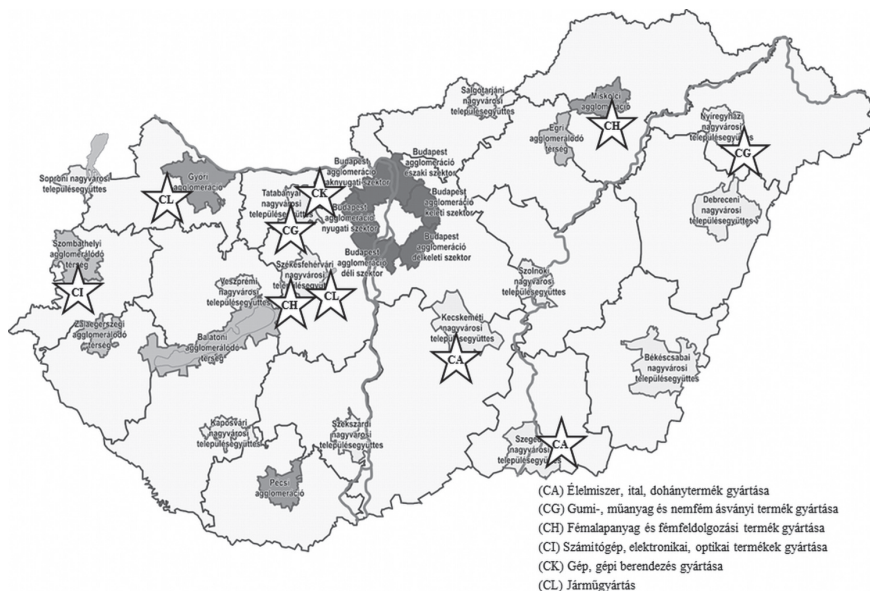 Salgótarjáni
nagyvárosi
településegyüttes
Miskolci
agglomeráció
CH
Egri
agglomerálódó
térség
Nyíregyházi
nagyvárosi
településegyüttes
CG
Debreceni
nagyvárosi
településegyüttes
Soproni nagyvárosi
településegyüttes
Győri
agglomeráció
CL
Tatabányai
nagyvárosi
településegyüttes
CK
CG
Budapest
agglomeráció
északnyugati szektor
Budapest
agglomeráció
északi szektor
Budapest
agglomeráció
keleti szektor
Budapest
agglomeráció
nyugati szektor
Budapest
agglomeráció
délkeleti szektor
Budapest
agglomeráció
déli szektor
Szombathelyi
agglomerálódó
térség
CI
Veszprémi
nagyvárosi
településegyüttes
Székesfehérvári
nagyvárosi
településegyüttes
CH
CL
Szolnoki
nagyvárosi
településegyüttes
Zalaegerszegi
agglomerálódó
térség
Balatoni
agglomerálódó
térség
Kecskeméti
nagyvárosi
településegyüttes
CA
Békéscsabai
nagyvárosi
településegyüttes
Kaposvári
nagyvárosi
településegyüttes
Szekszárdi
nagyvárosi
településegyüttes
Szegedi
nagyvárosi
településegyüttes
CA
Pécsi
agglomeráció
(CA) Élelmiszer, ital, dohánytermék gyártása
(CG) Gumi-, műanyag és nemfém ásványi termék gyártása
(CH) Fémalapanyag és fémfeldolgozási termék gyártása
(CI) Számítógép, elektronikai, optikai termékek gyártása
(CK) Gép, gépi berendezés gyártása
(CL) Járműgyártás